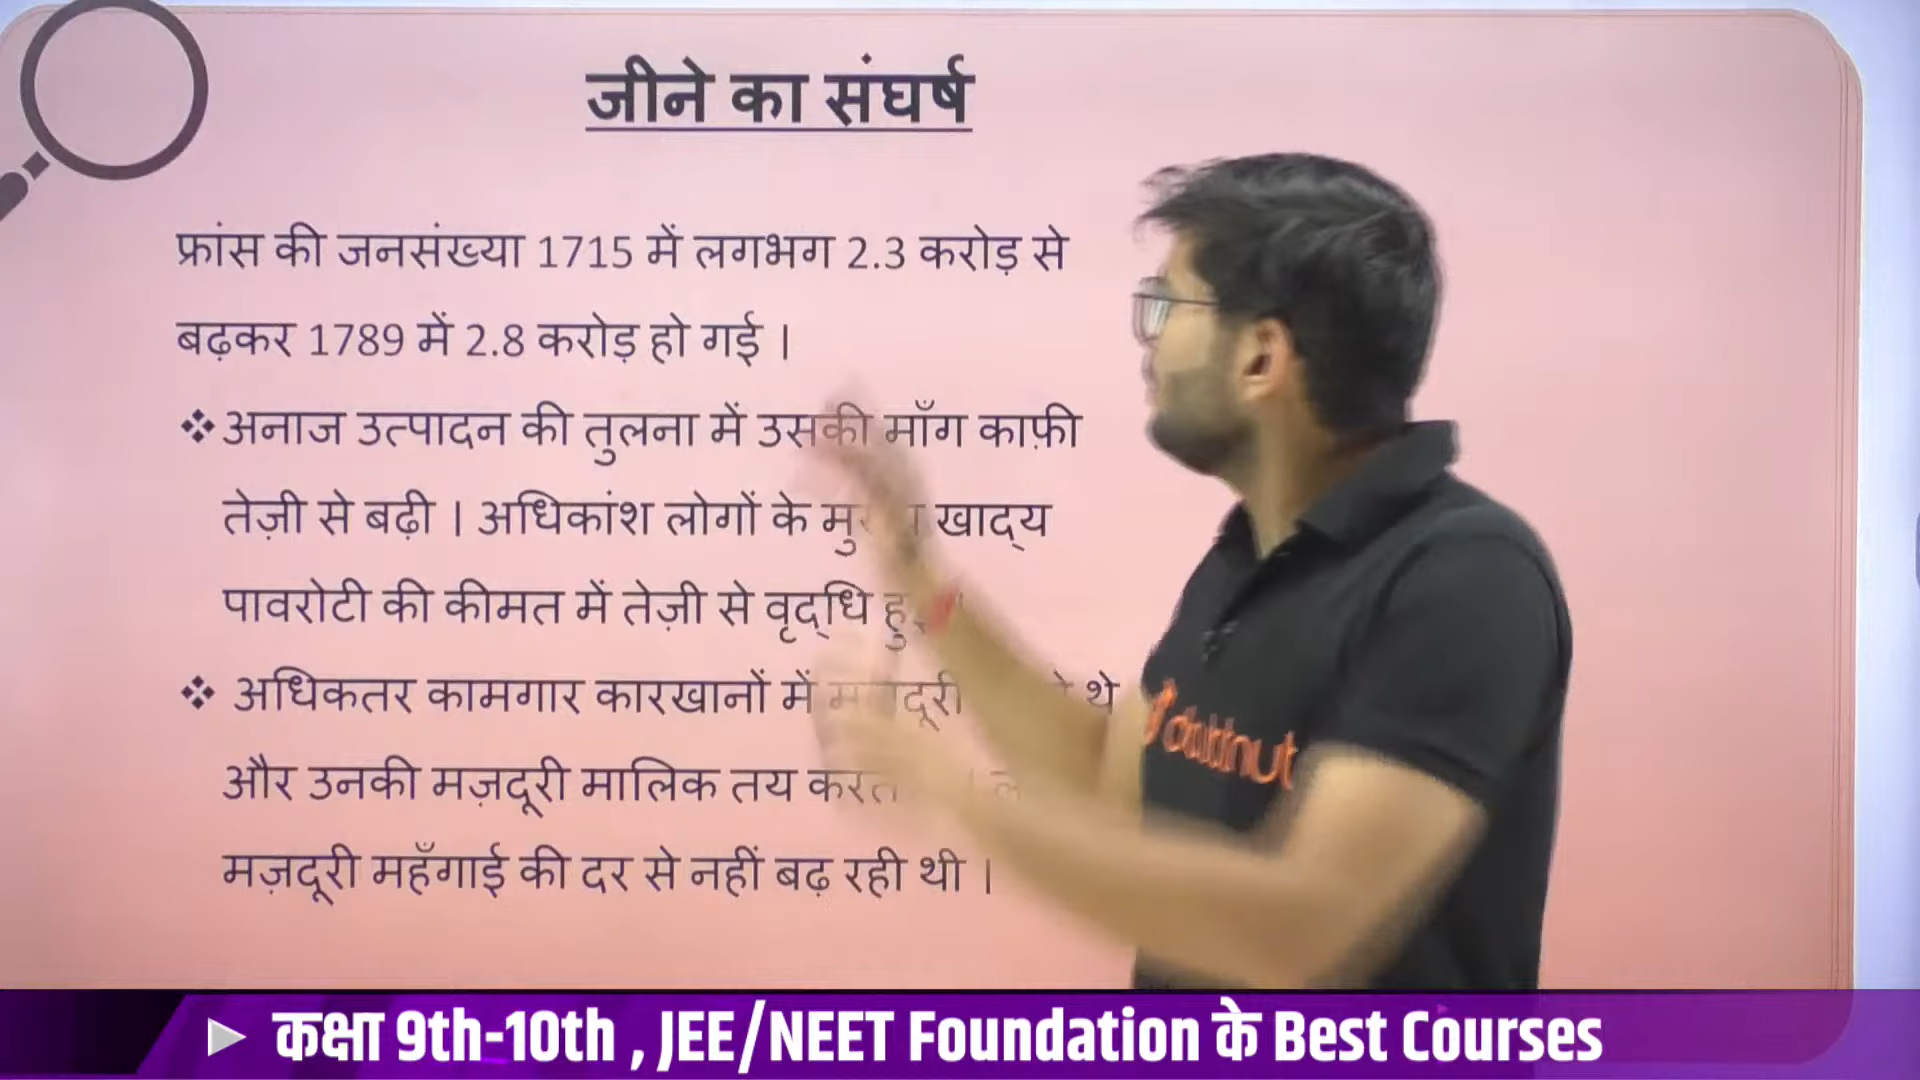 जीने का संघर्ष
फ्रांस की जनसंख्या 1715 में लगभग 2.3 करोड़ से
बढ़कर 1789 में 2.8 करोड़ हो गई ।
❖ अनाज उत्पादन की तुलना में उसकी माँग काफ़ी
तेज़ी से बढ़ी । अधिकांश लोगों के खाद्य
पावरोटी की कीमत में तेज़ी से वृद्धि
❖ अधिकतर कामगार कारखानों में थे
और उनकी मज़दूरी मालिक तय
मज़दूरी महँगाई की दर से नहीं बढ़ रही थी ।
doubtnut
कक्षा 9th-10th , JEE/NEET Foundation के Best Courses